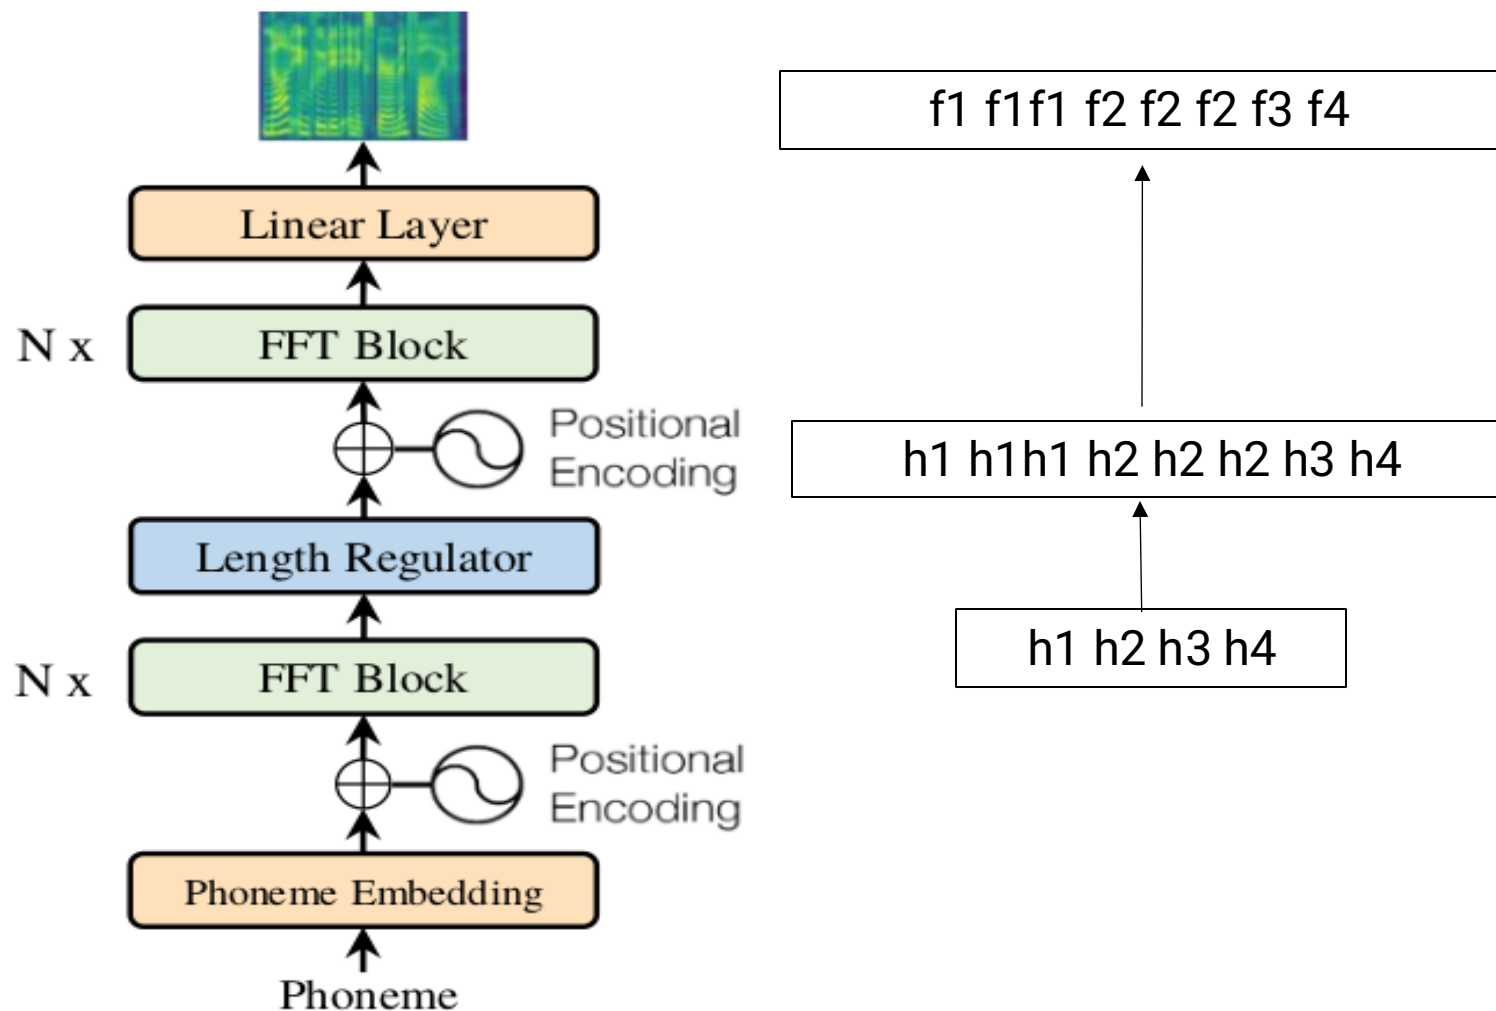 Linear Layer
N x
FFT Block
Positional
Encoding
Length Regulator
N x
FFT Block
Positional
Encoding
Phoneme Embedding
Phoneme
f1 f1f1 f2 f2 f2 f3 f4
h1 h1h1 h2 h2 h2 h3 h4
h1 h2 h3 h4